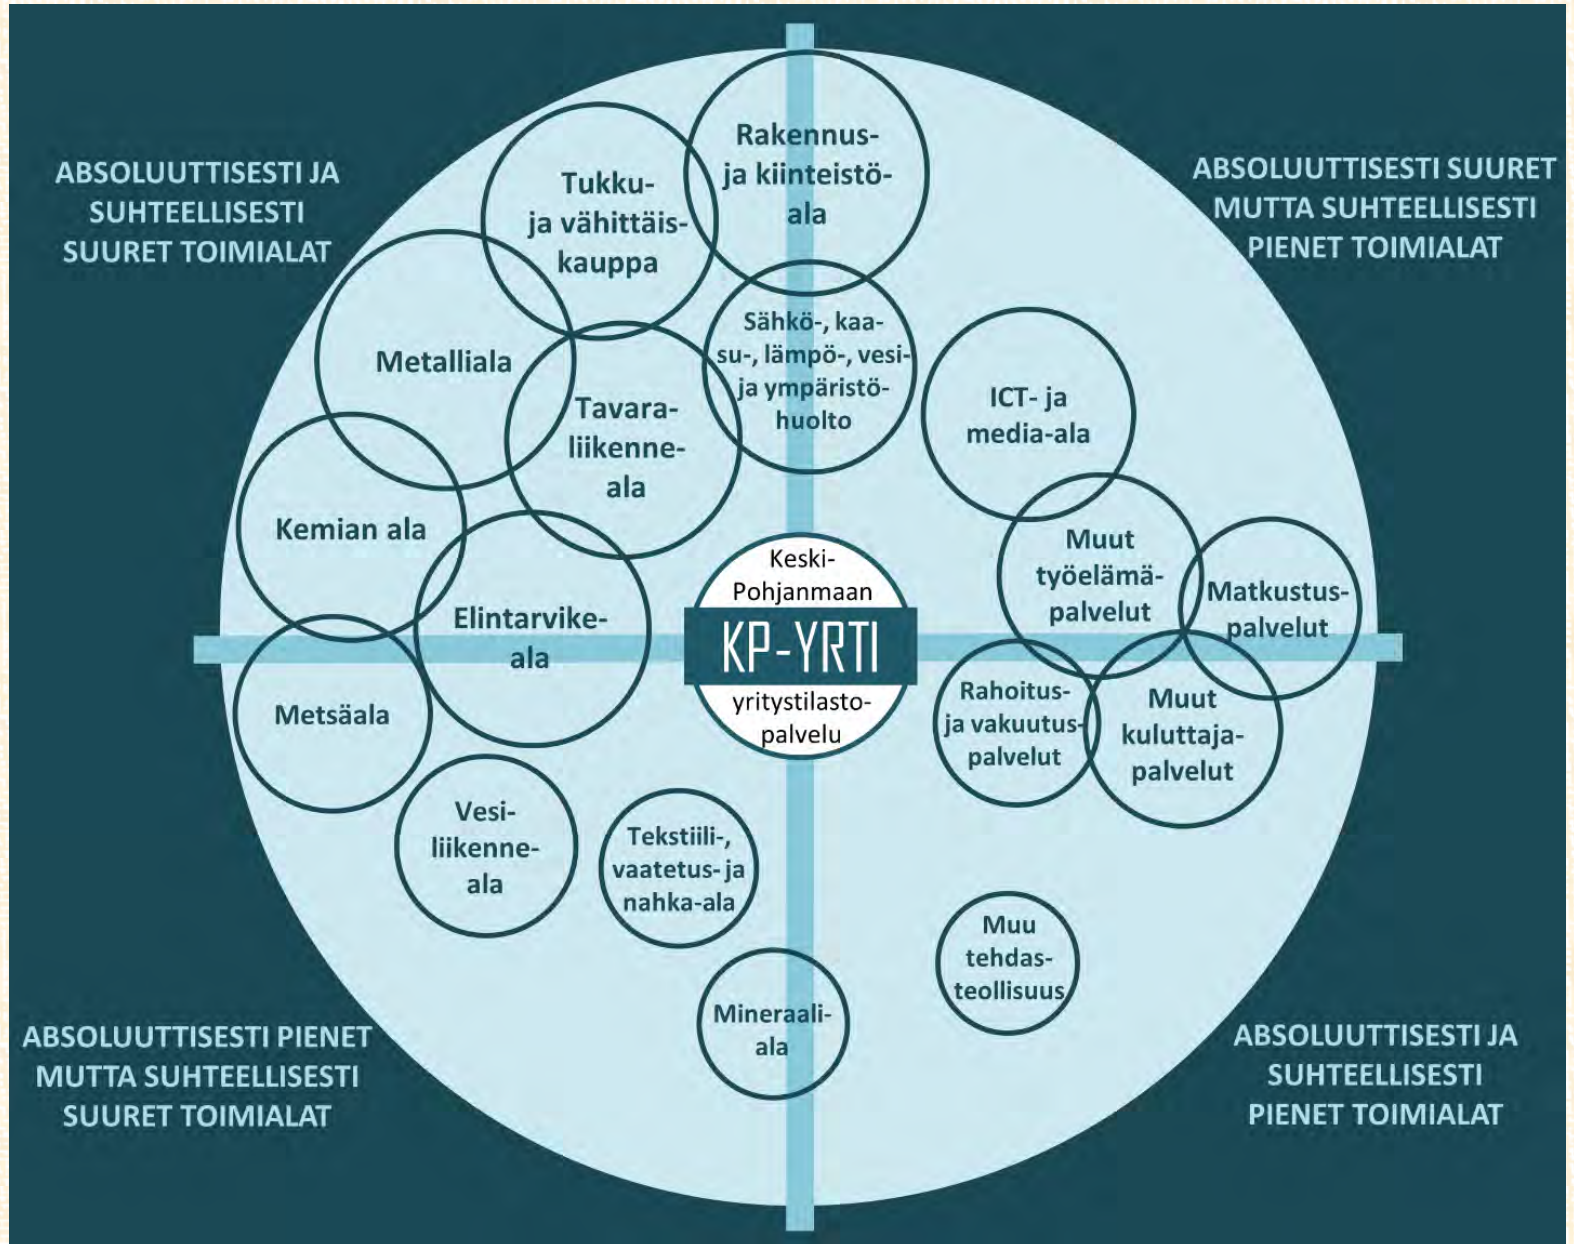 ABSOLUUTTISESTI JA
SUHTEELLISESTI
SUURET TOIMIALAT
ABSOLUUTTISESTI SUURET
MUTTA SUHTEELLISESTI
PIENET TOIMIALAT
Rakennus-
ja kiinteistö-
ala
Tukku-
ja vähittäis-
kauppa
Metalliala
Sähkö-, kaa-
su-, lämpö-, vesi-
ja ympäristö-
huolto
Tavara-
liikenne-
ala
ICT- ja
media-ala
Kemian ala
Elintarvike-
ala
Keski-
Pohjanmaan
KP-YRTI
yritystilasto-
palvelu
Muut
työelämä-
palvelut
Matkustus-
palvelut
Metsäala
Rahoitus-
ja vakuutus-
palvelut
Muut
kuluttaja-
palvelut
Vesi-
liikenne-
ala
Tekstiili-,
vaatetus- ja
nahka-ala
Mineraali-
ala
Muu
tehdas-
teollisuus
ABSOLUUTTISESTI PIENET
MUTTA SUHTEELLISESTI
SUURET TOIMIALAT
ABSOLUUTTISESTI JA
SUHTEELLISESTI
PIENET TOIMIALAT